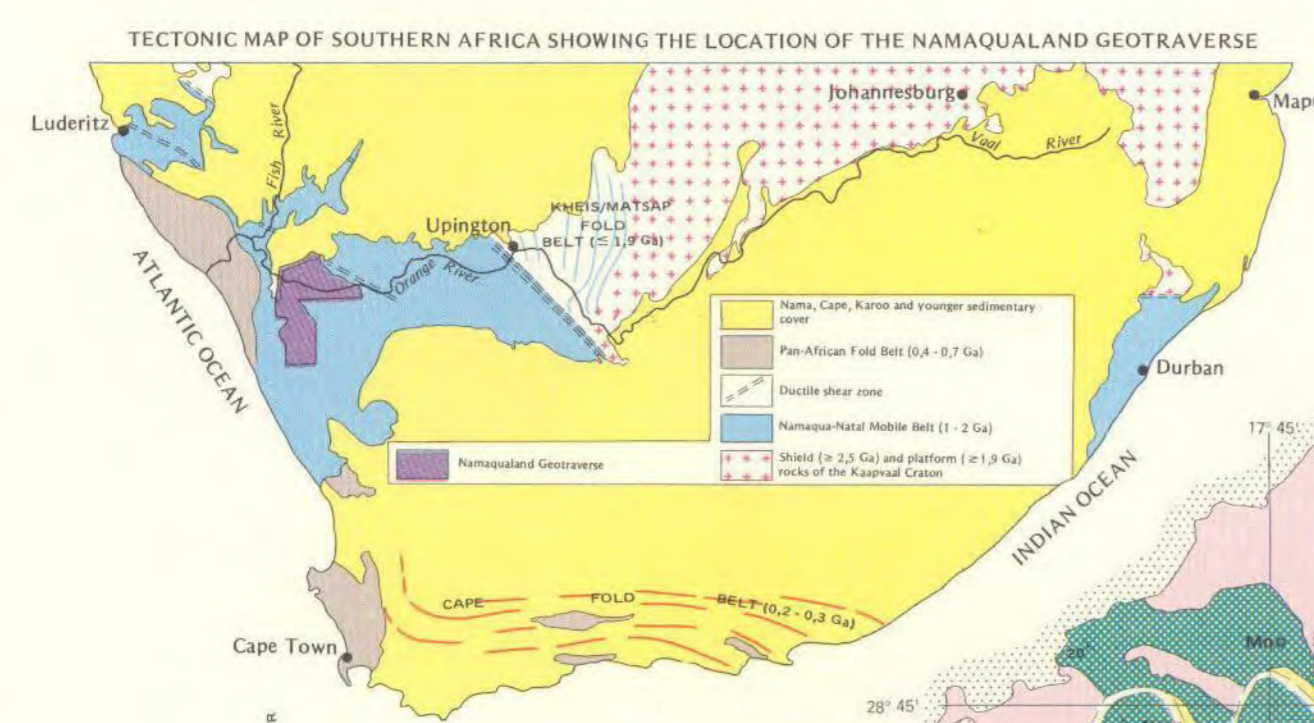 TECTONIC MAP OF SOUTHERN AFRICA SHOWING THE LOCATION OF THE NAMAQUALAND GEOTRAVERSE
Luderitz
Fish River
Johannesburg
Vaal River
KHEIS/MATSAP
FOLD
BELT (≤ 1,9 Ga)
Upington
Orange River
ATLANTIC OCEAN
Nama, Cape, Karoo and younger sedimentary
cover
Pan-African Fold Belt (0,4 - 0,7 Ga)
Ductile shear zone
Namaqua-Natal Mobile Belt (1 - 2 Ga)
Shield (≥ 2,5 Ga) and platform (≥ 1,9 Ga)
rocks of the Kaapvaal Craton
Namaqualand Geotraverse
Durban
INDIAN OCEAN
17° 45'
CAPE FOLD BELT (0,2 - 0,3 Ga)
Cape Town
28° 45'